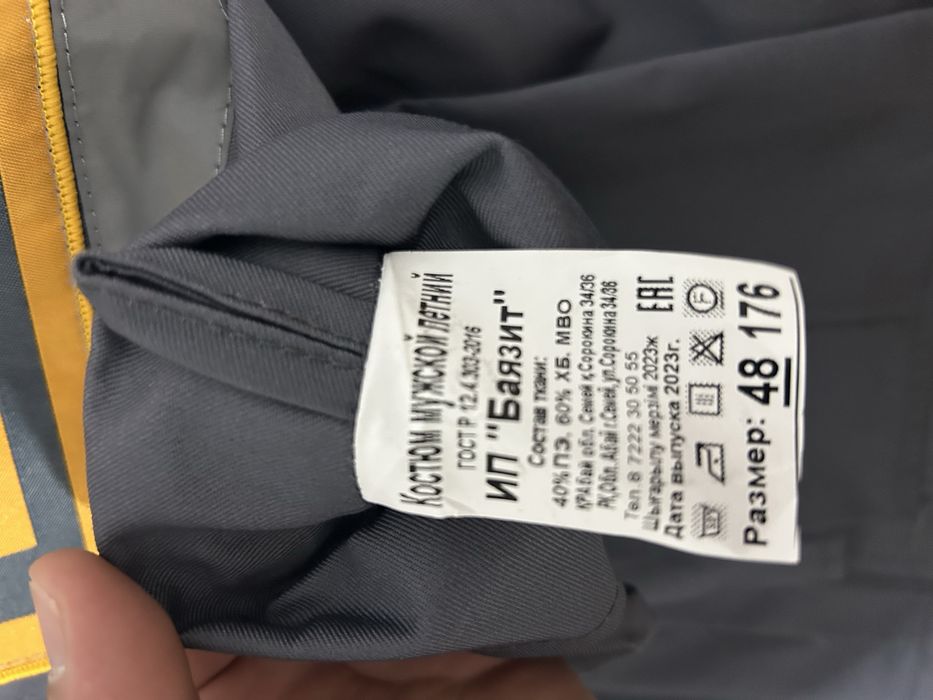 Костюм мужской летний
ГОСТ Р 12.4.303-2016
ИП "Баязит"
Состав ткани:
40%ПЭ, 60% ХБ. МВО
ҚР Абай обл, Семей қ,Сорокина 34/36
РК,Обл. Абай г.Семей,ул.Сорокина 34/36
Тел. 8 7222 30 50 55
Шығарылу мерзімі 2023ж
Дата выпуска 2023г.
EAC
F
Размер: 48 176